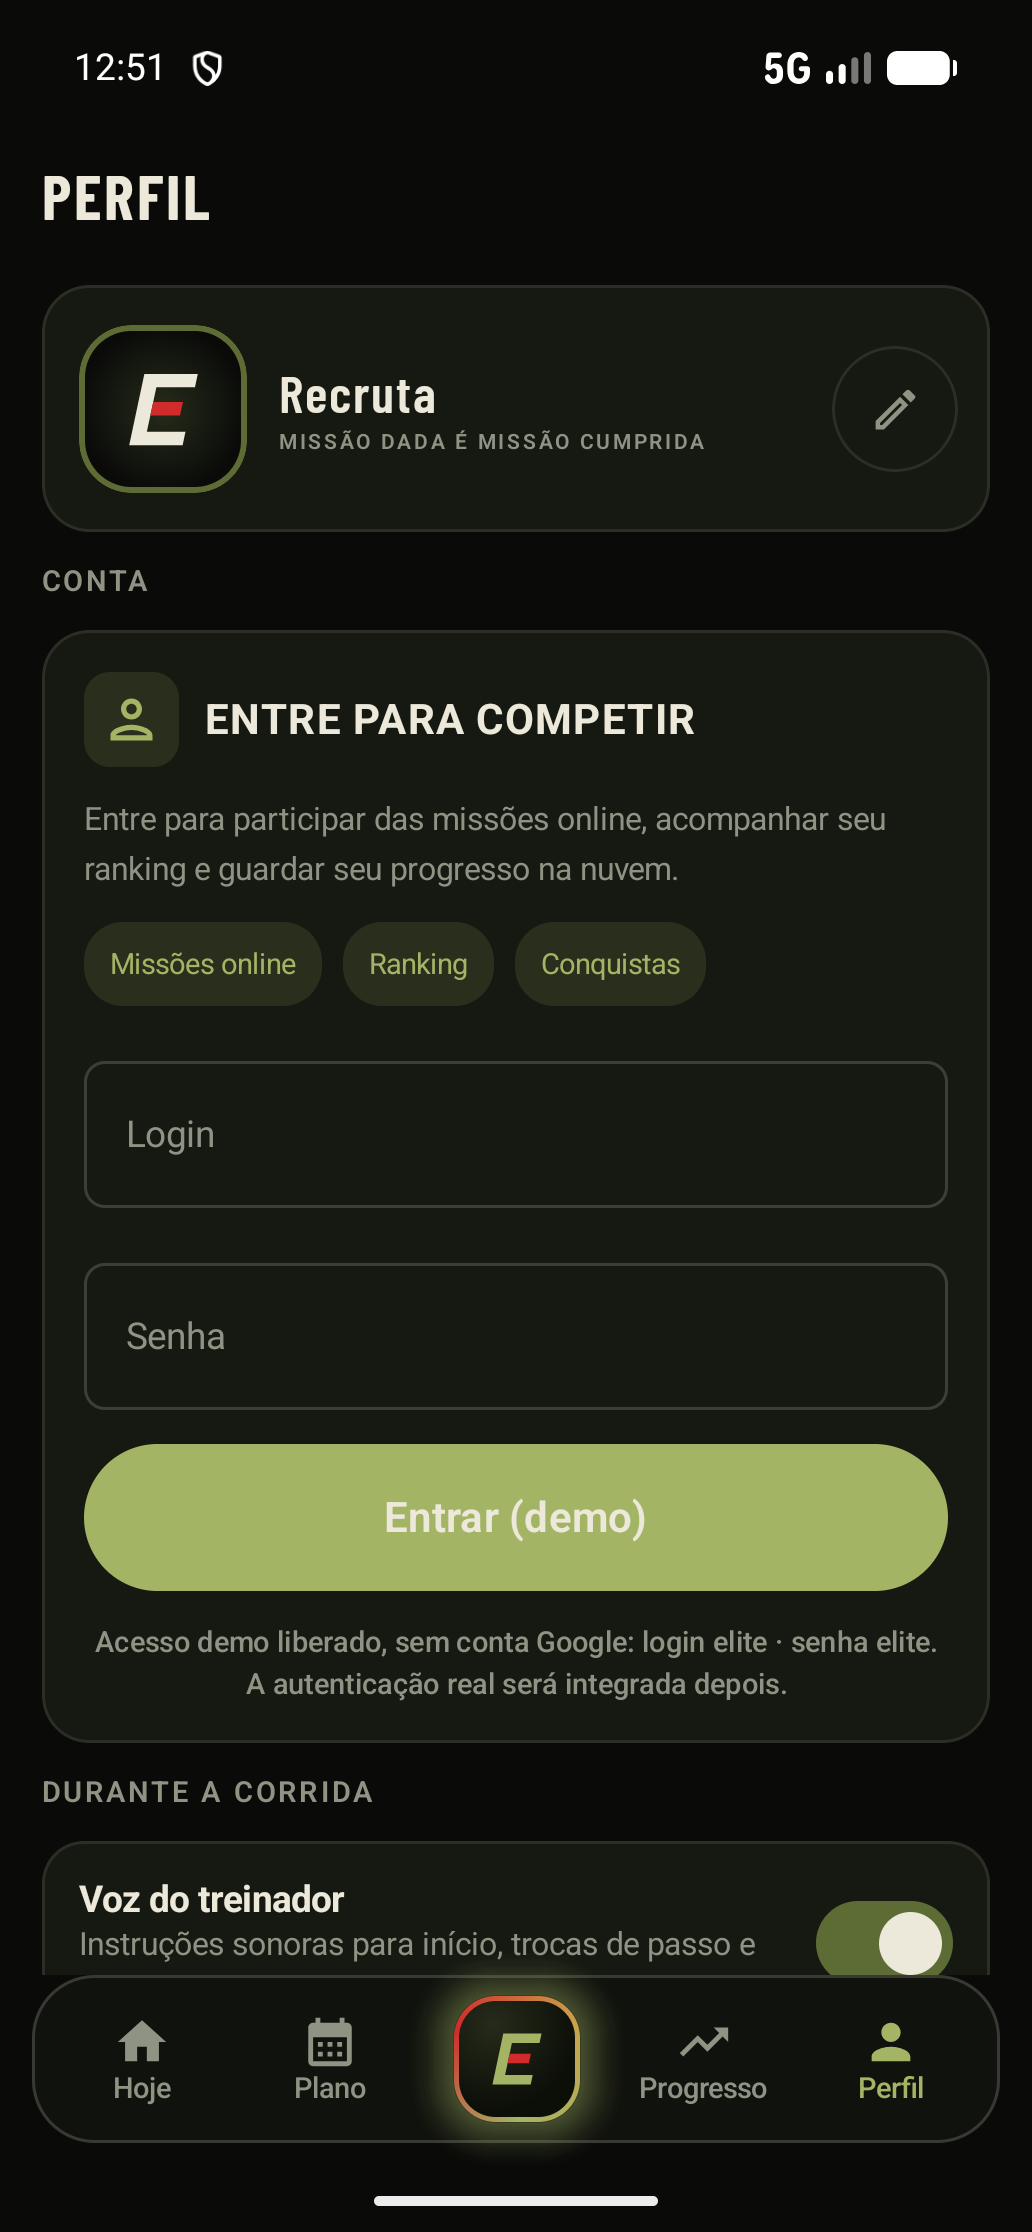 12:51
5G
PERFIL
E
Recruta
MISSÃO DADA É MISSÃO CUMPRIDA
CONTA
ENTRE PARA COMPETIR
Entre para participar das missões online, acompanhar seu
ranking e guardar seu progresso na nuvem.
Missões online
Ranking
Conquistas
Login
Senha
Entrar (demo)
Acesso demo liberado, sem conta Google: login elite · senha elite.
A autenticação real será integrada depois.
DURANTE A CORRIDA
Voz do treinador
Instruções sonoras para início, trocas de passo e
Hoje
Plano
E
Progresso
Perfil